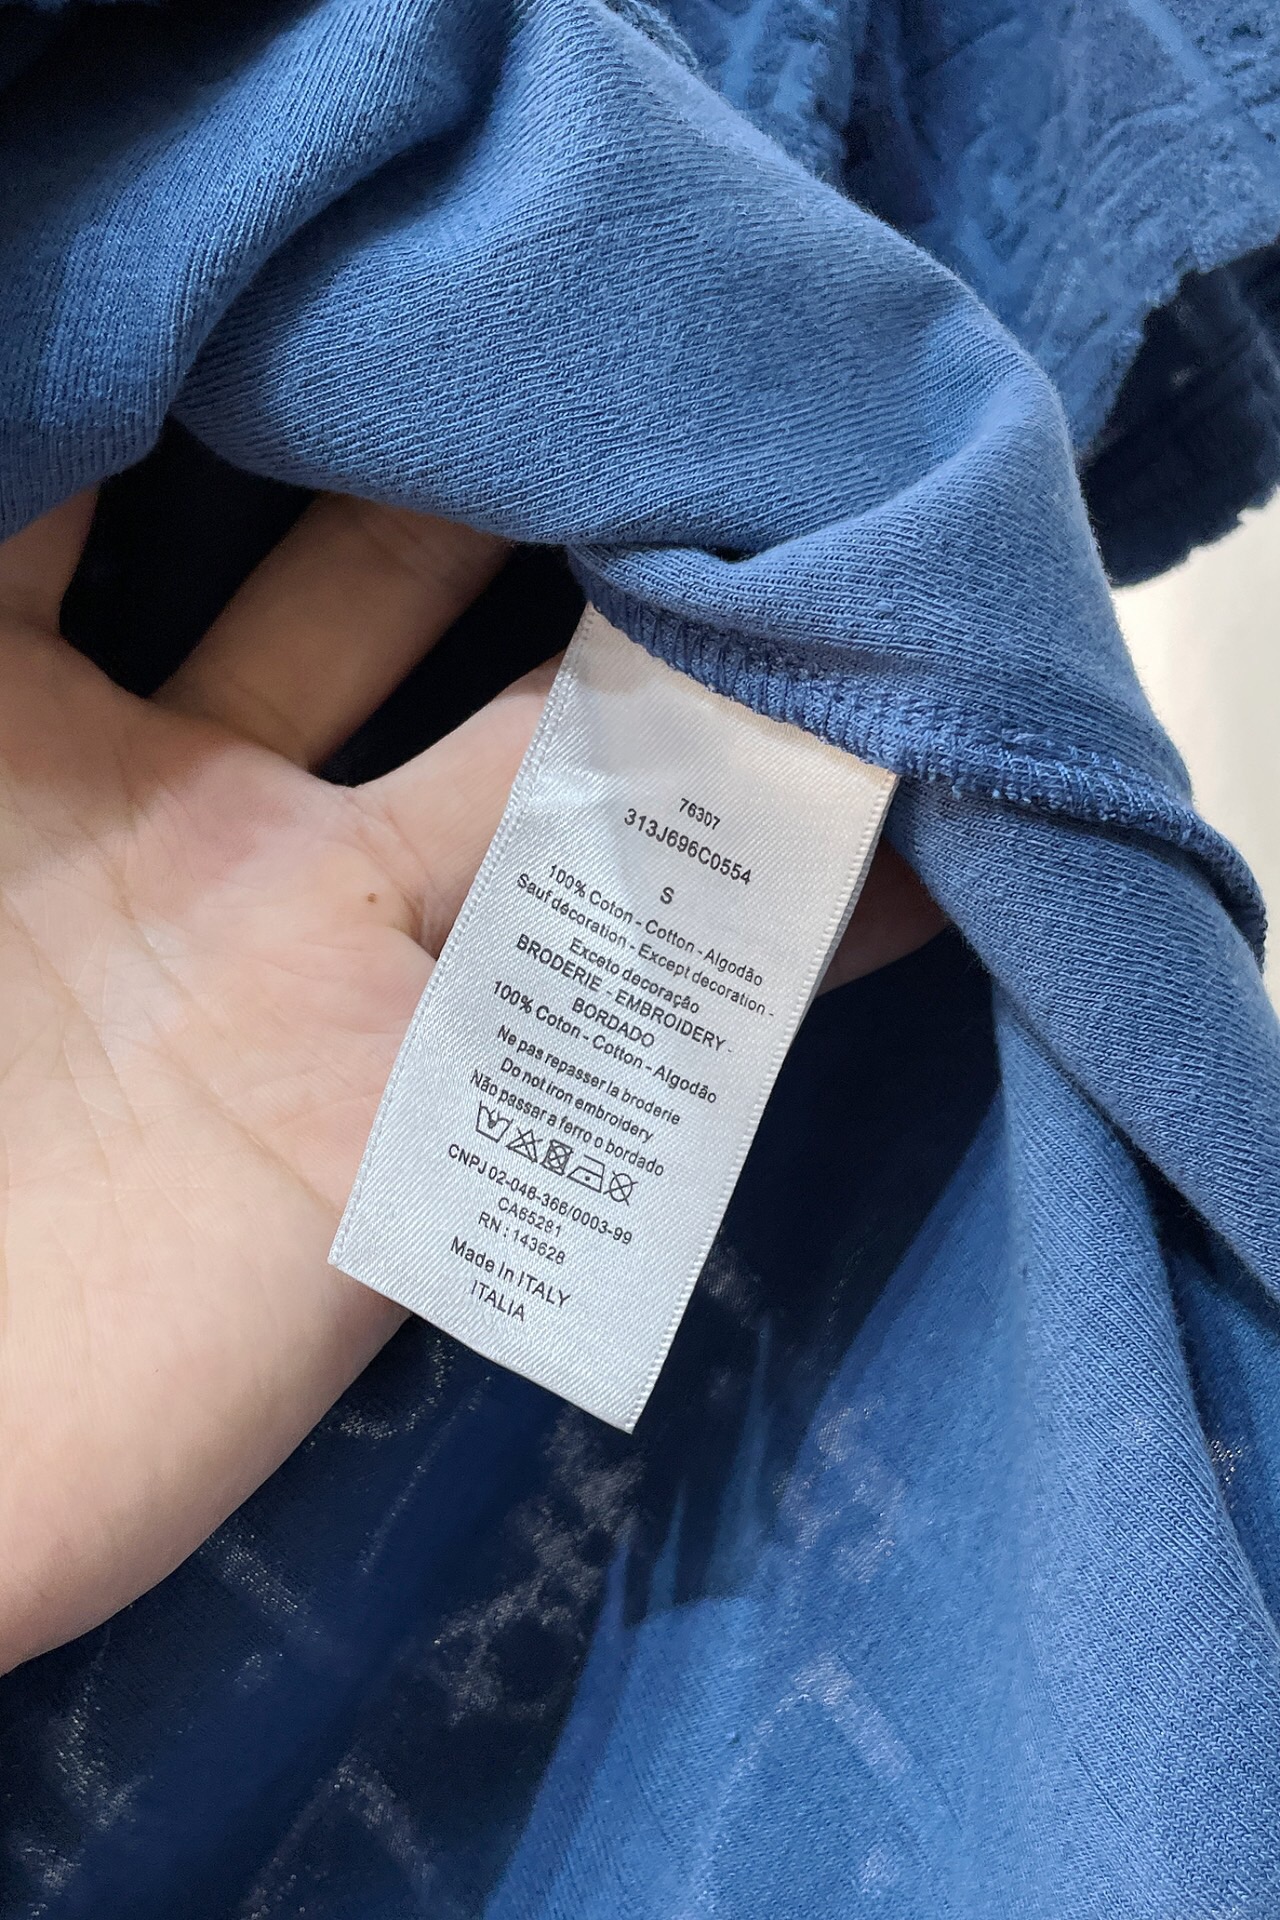 76307
313J696C0554
S
100% Coton - Cotton - Algodão
Sauf décoration - Except decoration -
Exceto decoração
BRODERIE - EMBROIDERY -
BORDADO
100% Coton - Cotton - Algodão
Ne pas repasser la broderie
Do not iron embroidery
Não passar a ferro o bordado
CNPJ 02-048-366/0003-99
CA65281
RN : 143628
Made in ITALY
ITALIA